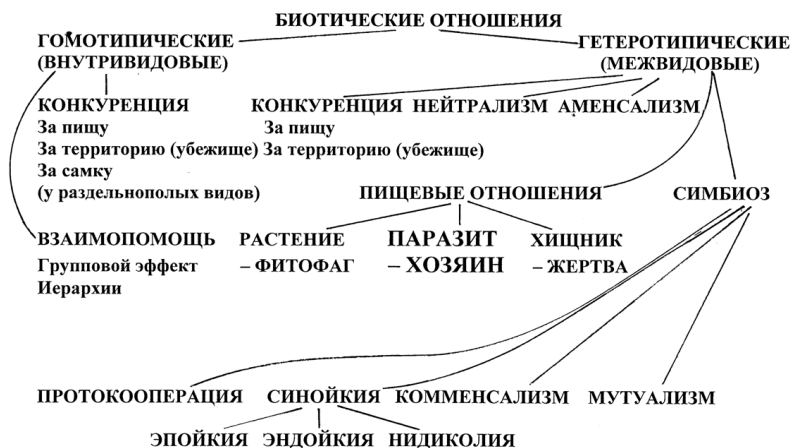 БИОТИЧЕСКИЕ ОТНОШЕНИЯ
ГОМОТИПИЧЕСКИЕ
(ВНУТРИВИДОВЫЕ)
ГЕТЕРОТИПИЧЕСКИЕ
(МЕЖВИДОВЫЕ)
КОНКУРЕНЦИЯ
За пищу
За территорию (убежище)
За самку
(у раздельнополых видов)
КОНКУРЕНЦИЯ НЕЙТРАЛИЗМ АМЕНСАЛИЗМ
За пищу
За территорию (убежище)
ПИЩЕВЫЕ ОТНОШЕНИЯ
СИМБИОЗ
ВЗАИМОПОМОЩЬ
Групповой эффект
Иерархии
РАСТЕНИЕ
– ФИТОФАГ
ПАРАЗИТ
– ХОЗЯИН
ХИЩНИК
– ЖЕРТВА
ПРОТОКООПЕРАЦИЯ СИНОЙКИЯ КОММЕНСАЛИЗМ МУТУАЛИЗМ
ЭПОЙКИЯ ЭНДОЙКИЯ НИДИКОЛИЯ